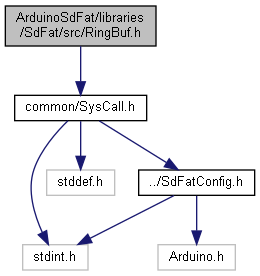 ArduinoSdFat/libraries
/SdFat/src/RingBuf.h
common/SysCall.h
stddef.h
../SdFatConfig.h
stdint.h
Arduino.h